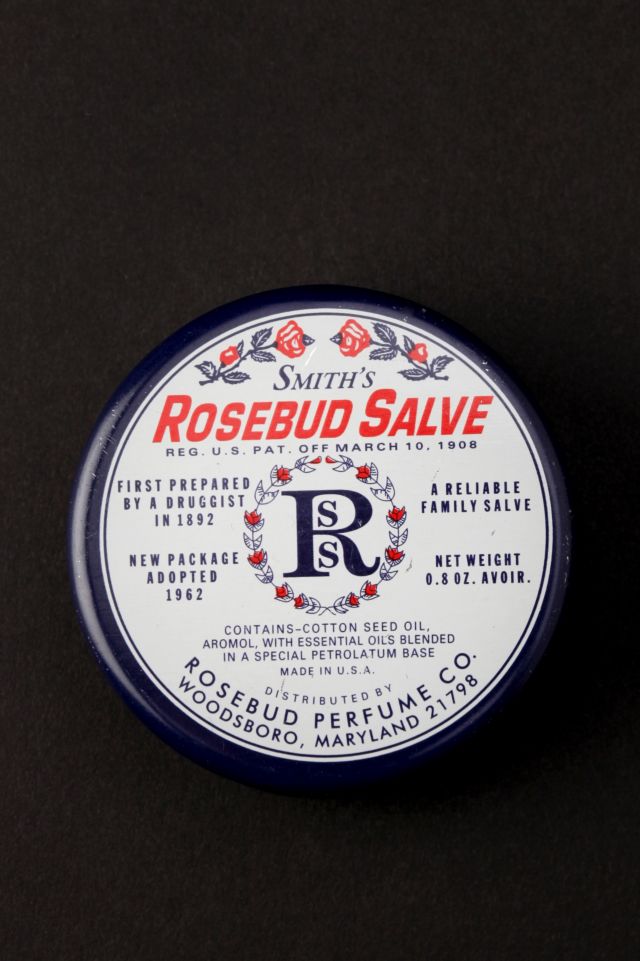 SMITH'S
ROSEBUD SALVE
REG. U.S. PAT. OFF MARCH 10, 1908
FIRST PREPARED
BY A DRUGGIST
IN 1892
A RELIABLE
FAMILY SALVE
R
S
S
NEW PACKAGE
ADOPTED
1962
NET WEIGHT
0.8 OZ. AVOIR.
CONTAINS-COTTON SEED OIL,
AROMOL, WITH ESSENTIAL OIL'S BLENDED
IN A SPECIAL PETROLATUM BASE
MADE IN U.S.A.
DISTRIBUTED BY
ROSEBUD PERFUME CO.
WOODSBORO, MARYLAND 21798